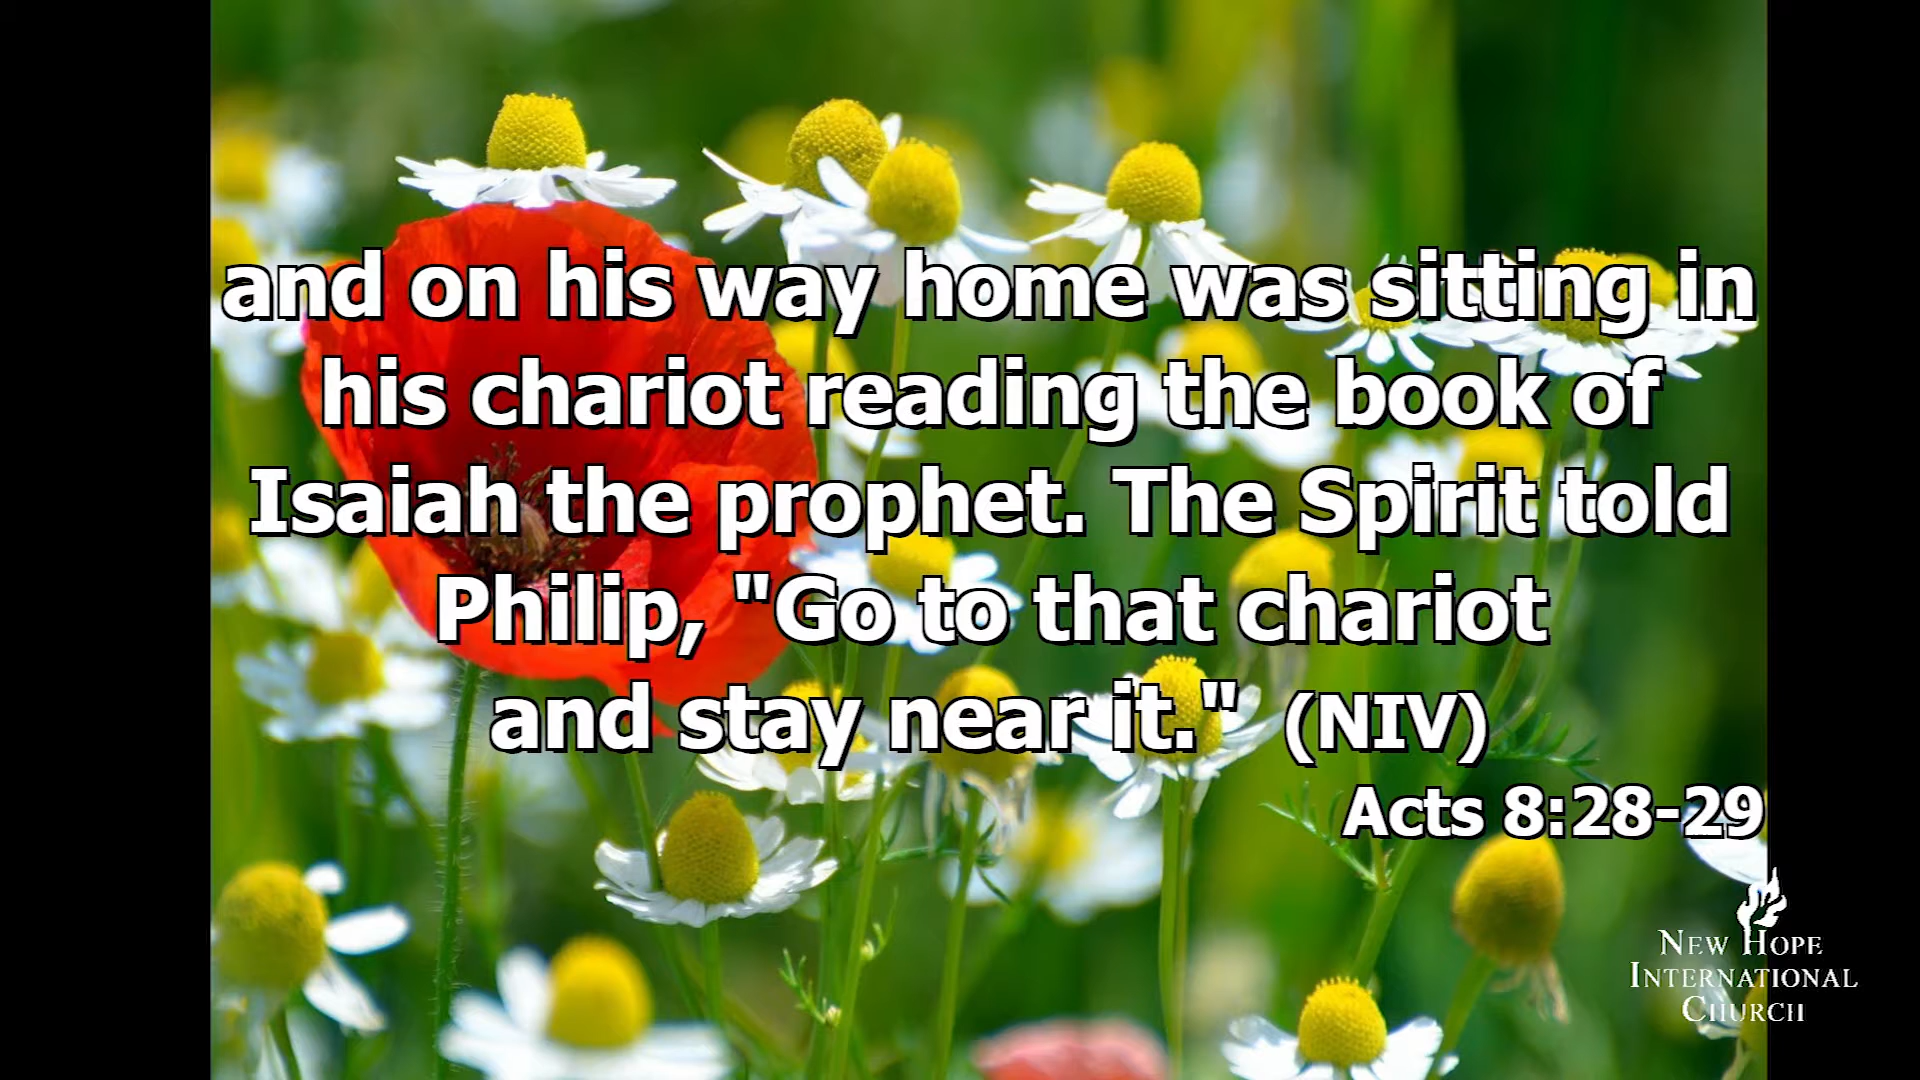 and on his way home was sitting in
his chariot reading the book of
Isaiah the prophet. The Spirit told
Philip, "Go to that chariot
and stay near it." (NIV)
Acts 8:28-29
New Hope
International
Church